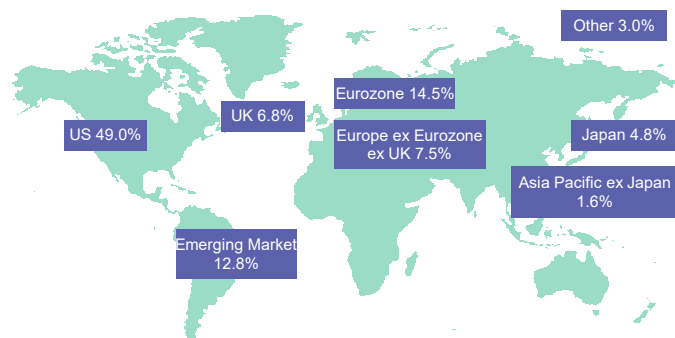 Other 3.0%
Eurozone 14.5%
UK 6.8%
US 49.0%
Europe ex Eurozone
ex UK 7.5%
Japan 4.8%
Asia Pacific ex Japan
1.6%
Emerging Market
12.8%